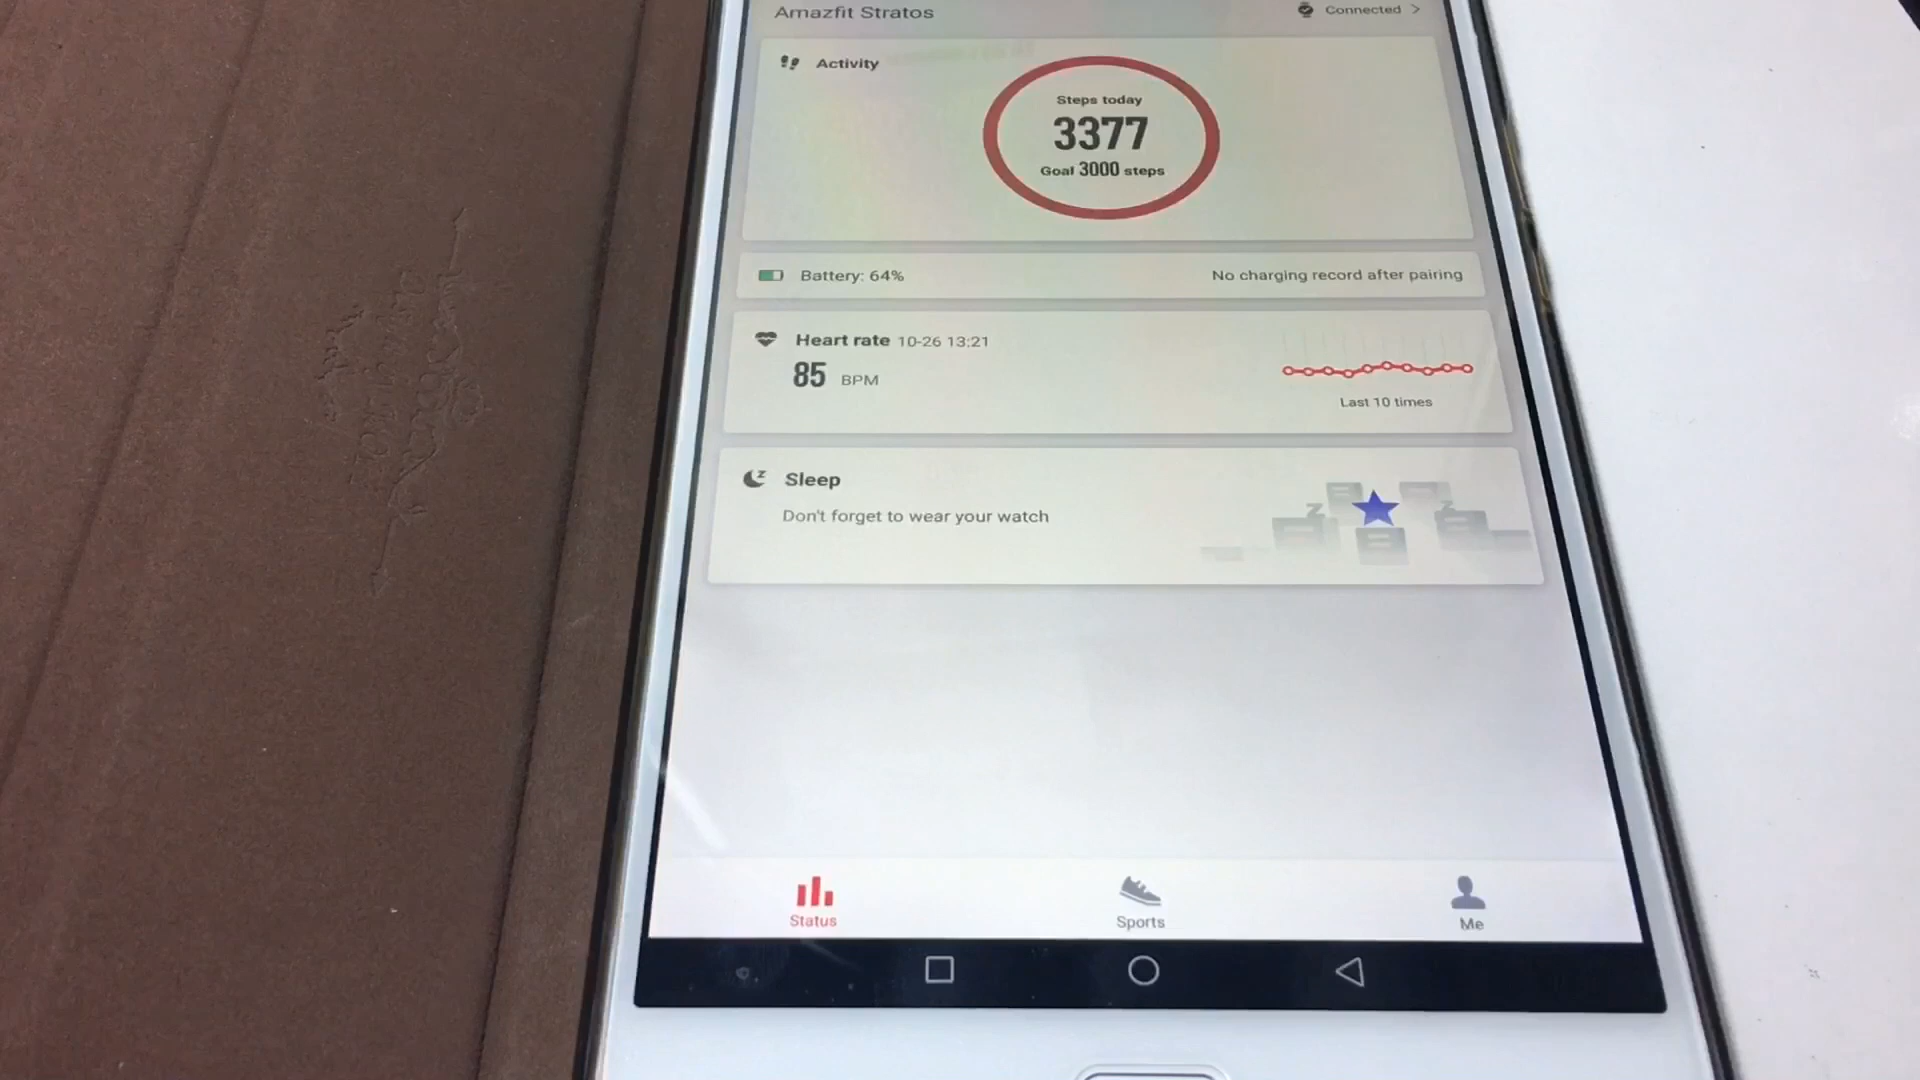 Amazfit Stratos
Connected
Activity
Steps today
3377
Goal 3000 steps
Battery: 64%
No charging record after pairing
Heart rate 10-26 13:21
85 BPM
Last 10 times
Sleep
Don't forget to wear your watch
Status
Sports
Me